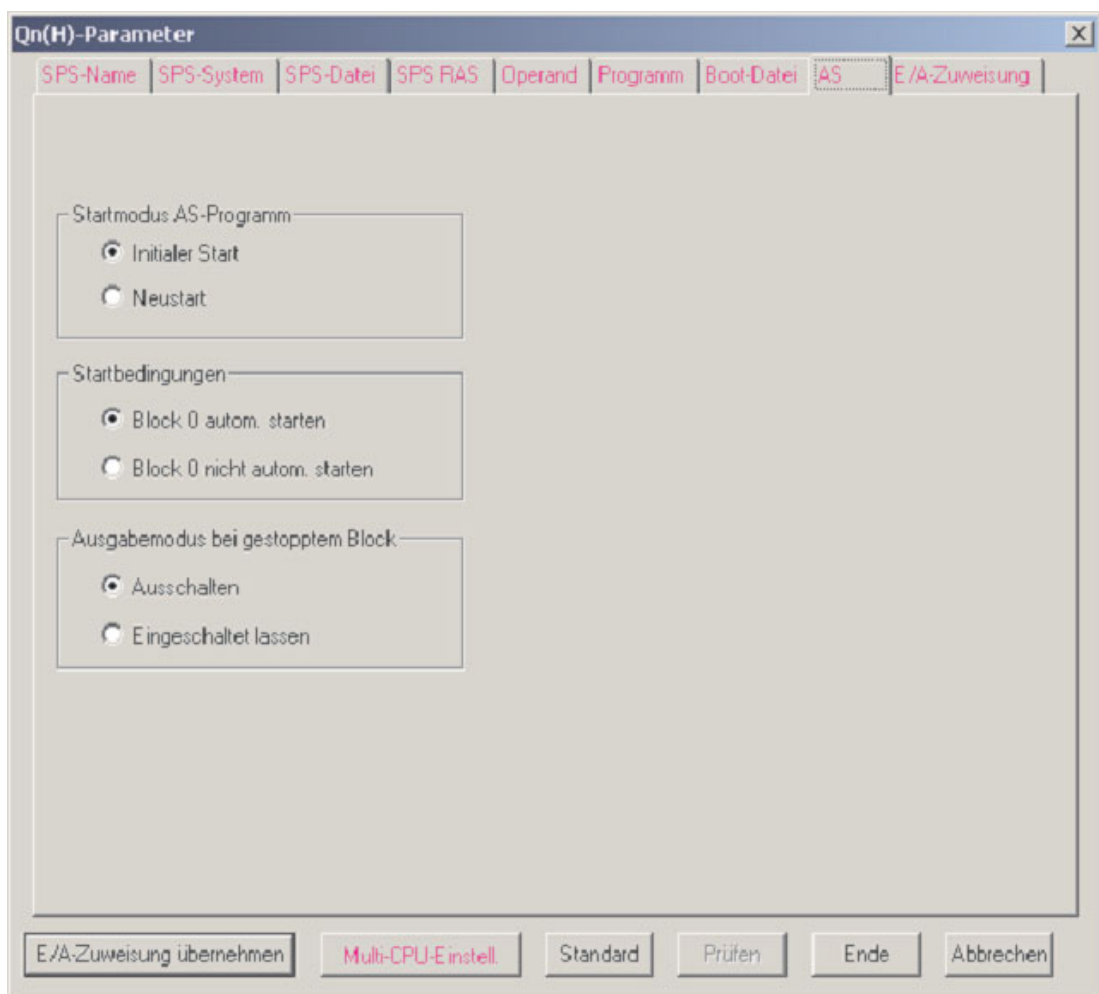 Qn(H)-Parameter
SPS-Name SPS-System SPS-Datei SPS RAS Operand Programm Boot-Datei AS E/A-Zuweisung
Startmodus AS-Programm
Initialer Start
Neustart
Startbedingungen
Block 0 autom. starten
Block 0 nicht autom. starten
Ausgabemodus bei gestopptem Block
Ausschalten
Eingeschaltet lassen
E/A-Zuweisung übernehmen Multi-CPU-Einstell. Standard Prüfen Ende Abbrechen